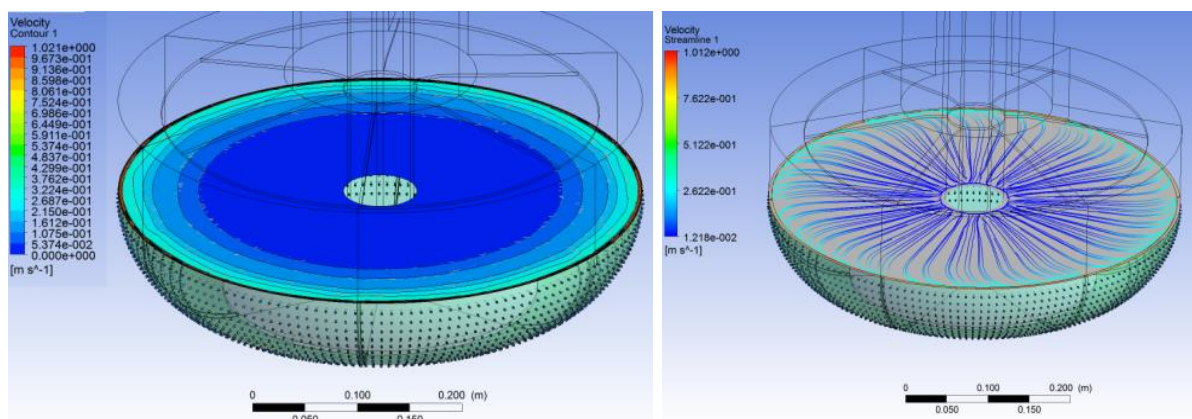 Velocity
Contour 1
1.021e+000
9.673e-001
9.136e-001
8.598e-001
8.061e-001
7.524e-001
6.986e-001
6.449e-001
5.911e-001
5.374e-001
4.837e-001
4.299e-001
3.762e-001
3.224e-001
2.687e-001
2.150e-001
1.612e-001
1.075e-001
5.374e-002
0.000e+000
[m s^-1]
0 0.100 0.200 (m)
0.050 0.150
Velocity
Streamline 1
1.012e+000
7.622e-001
5.122e-001
2.622e-001
1.218e-002
[m s^-1]
0 0.100 0.200 (m)
0.050 0.150